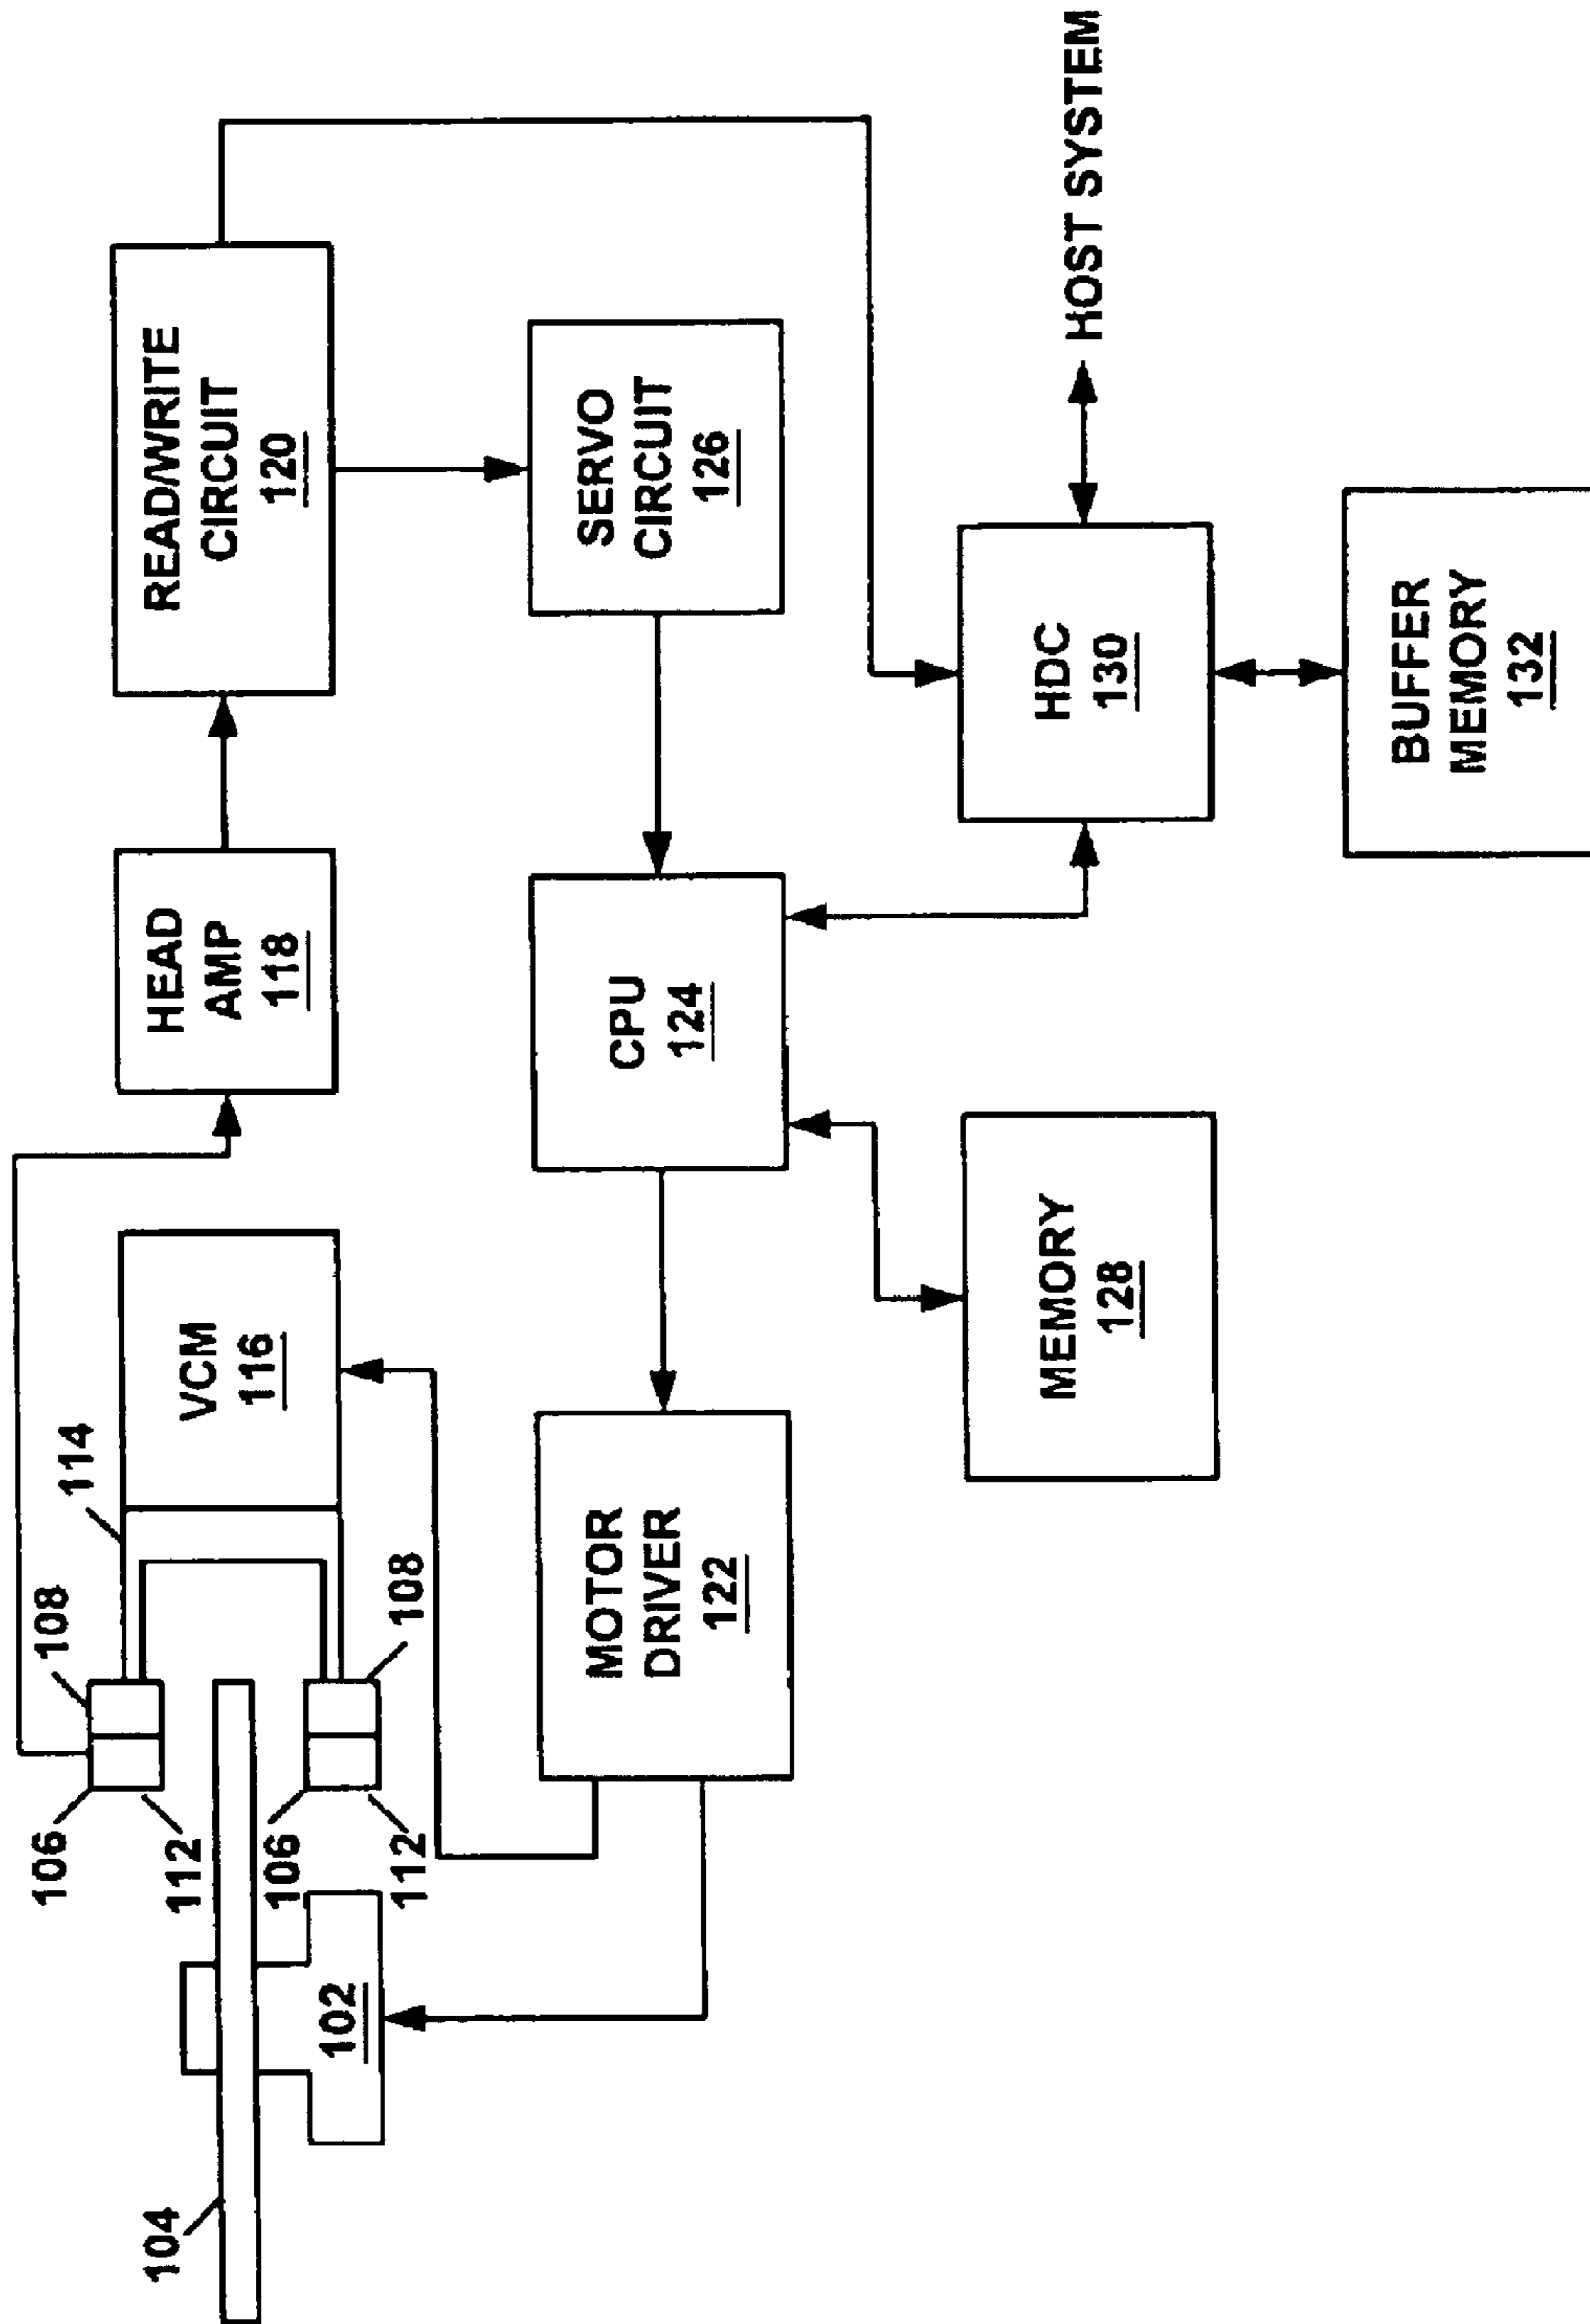 108
114
106
VCM
116
HEAD
AMP
118
READ/WRITE
CIRCUIT
120
104
112
106
102
112
108
MOTOR
DRIVER
122
CPU
124
SERVO
CIRCUIT
126
MEMORY
128
HDC
130
HOST SYSTEM
BUFFER
MEMORY
132